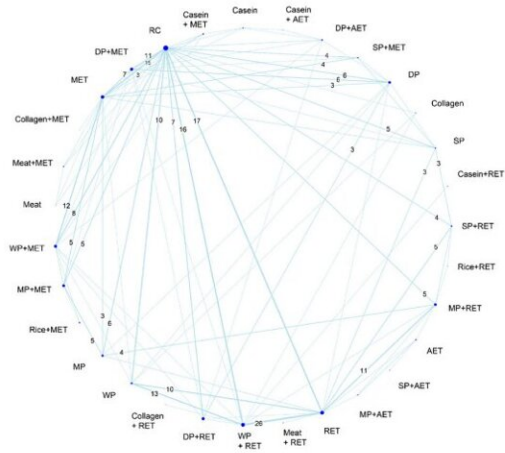 Casein
Casein
+ AET
DP+AET
SP+MET
DP
Collagen
SP
Casein+RET
SP+RET
Rice+RET
MP+RET
AET
SP+AET
MP+AET
RET
Meat
+ RET
WP
+ RET
DP+RET
Collagen
+ RET
WP
MP
Rice+MET
MP+MET
WP+MET
Meat
Meat+MET
Collagen+MET
MET
DP+MET
RC
Casein
+ MET
11
7
3
4
4
6
6
3
5
3
3
3
4
5
5
11
10
7
16
17
12
8
5
6
3
6
5
4
13
10
26